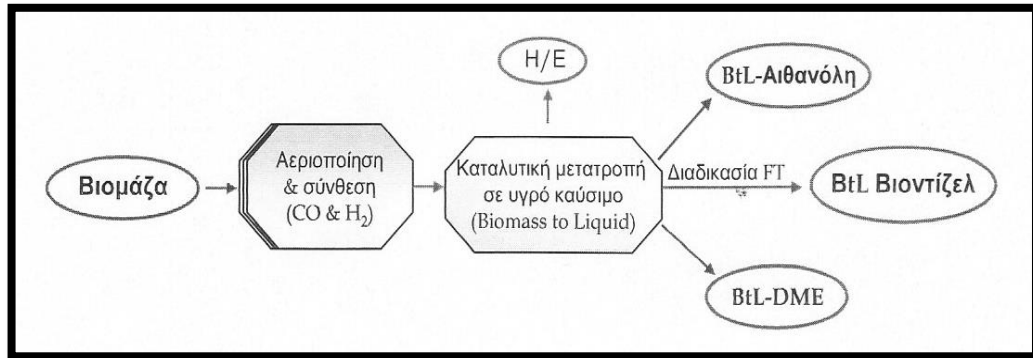 Βιομάζα
Αεριοποίηση
& σύνθεση
(CO & H₂)
Καταλυτική μετατροπή
σε υγρό καύσιμο
(Biomass to Liquid)
Η/Ε
BtL-Αιθανόλη
Διαδικασία FT
BtL Βιοντίζελ
BtL-DME